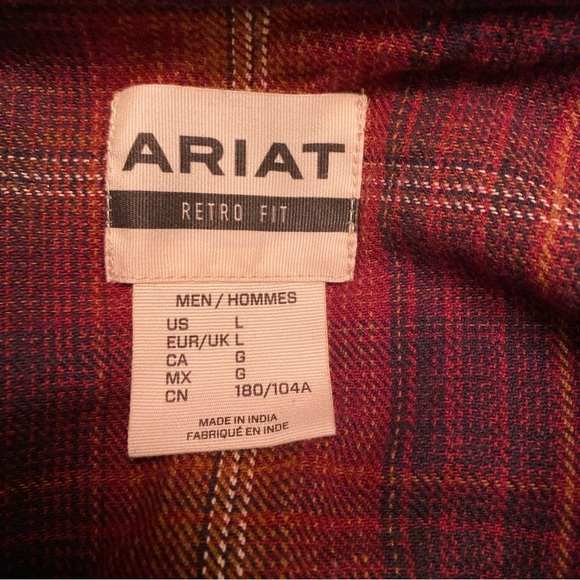 ARIAT
RETRO FIT
MEN / HOMMES
US L
EUR/UK L
CA G
MX G
CN 180/104A
MADE IN INDIA
FABRIQUÉ EN INDE